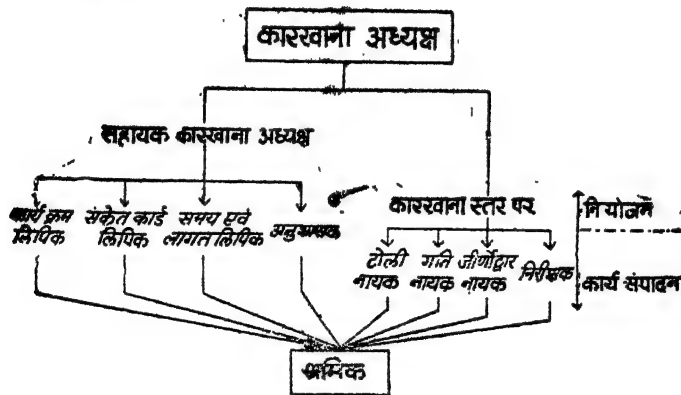 कारखाना अध्यक्ष
सहायक कारखाना अध्यक्ष
कार्य क्रम लिपिक
संकेत कार्ड लिपिक
समय एवं लागत लिपिक
अनुशासक
कारखाना स्तर पर
टोली नायक
गति नायक
जीर्णोद्वार नायक
निरीक्षक
नियोजन
कार्य संपादन
श्रमिक